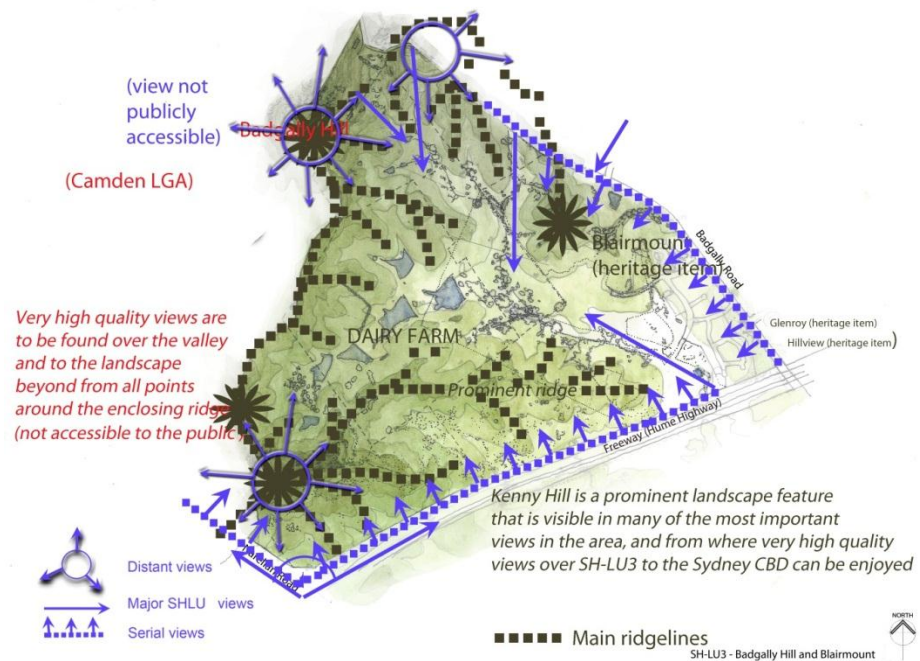 (view not
publicly
accessible)
Badgally Hill
(Camden LGA)
Blairmount
(heritage item)
Badgally Road
Glenroy (heritage item)
Hillview (heritage item)
Very high quality views are
to be found over the valley
and to the landscape
beyond from all points
around the enclosing ridge
(not accessible to the public)
DAIRY FARM
Prominent ridge
Freeway (Hume Highway)
Kenny Hill is a prominent landscape feature
that is visible in many of the most important
views in the area, and from where very high quality
views over SH-LU3 to the Sydney CBD can be enjoyed
Distant views
Major SHLU views
Serial views
Main ridgelines
NORTH
SH-LU3 - Badgally Hill and Blairmount